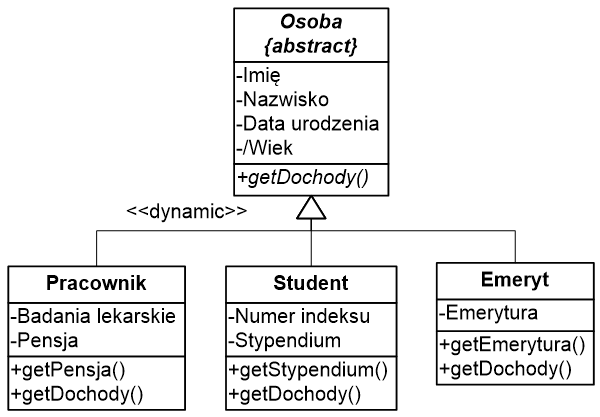 Osoba
{abstract}
-Imię
-Nazwisko
-Data urodzenia
-/Wiek
+getDochody()
<<dynamic>>
Pracownik
-Badania lekarskie
-Pensja
+getPensja()
+getDochody()
Student
-Numer indeksu
-Stypendium
+getStypendium()
+getDochody()
Emeryt
-Emerytura
+getEmerytura()
+getDochody()